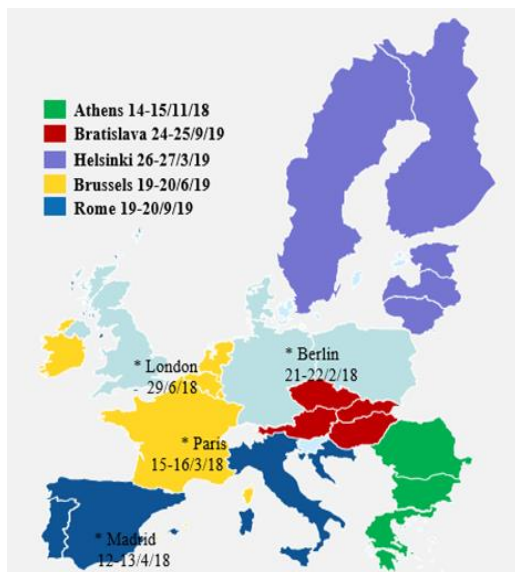 Athens 14-15/11/18
Bratislava 24-25/9/19
Helsinki 26-27/3/19
Brussels 19-20/6/19
Rome 19-20/9/19
* London
29/6/18
* Berlin
21-22/2/18
* Paris
15-16/3/18
* Madrid
12-13/4/18